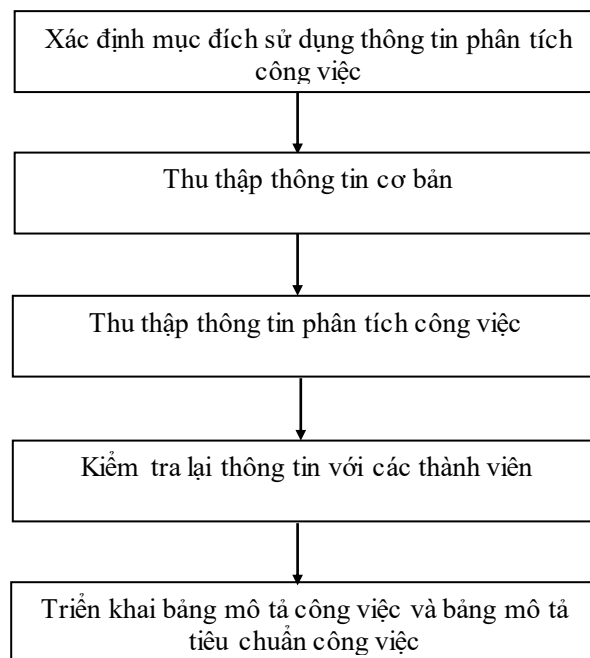 Xác định mục đích sử dụng thông tin phân tích
công việc
Thu thập thông tin cơ bản
Thu thập thông tin phân tích công việc
Kiểm tra lại thông tin với các thành viên
Triển khai bảng mô tả công việc và bảng mô tả
tiêu chuẩn công việc